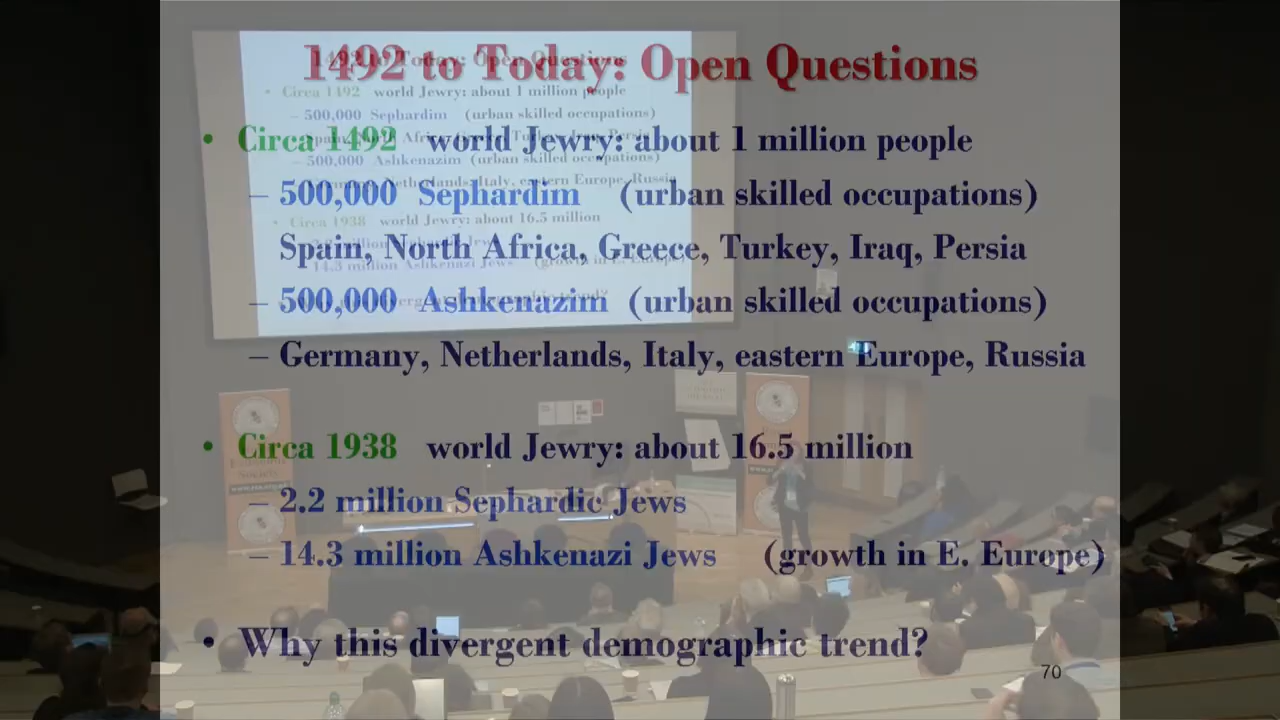 1492 to Today: Open Questions
• Circa 1492 world Jewry: about 1 million people
– 500,000 Sephardim (urban skilled occupations)
Spain, North Africa, Greece, Turkey, Iraq, Persia
– 500,000 Ashkenazim (urban skilled occupations)
– Germany, Netherlands, Italy, eastern Europe, Russia
• Circa 1938 world Jewry: about 16.5 million
– 2.2 million Sephardic Jews
– 14.3 million Ashkenazi Jews (growth in E. Europe)
• Why this divergent demographic trend?
70